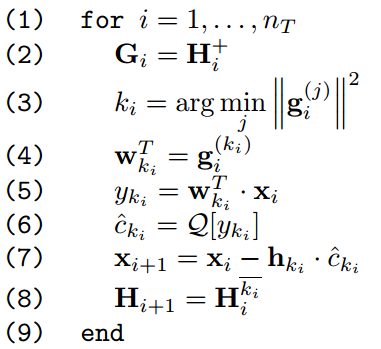 (1) for i = 1, . . . , n_T
(2) G_i = H_i^+
(3) k_i = arg min_j ‖g_i^{(j)}‖^2
(4) w_{k_i}^T = g_i^{(k_i)}
(5) y_{k_i} = w_{k_i}^T · x_i
(6) ĉ_{k_i} = Q[y_{k_i}]
(7) x_{i+1} = x_i − h_{k_i} · ĉ_{k_i}
(8) H_{i+1} = H_i^{\overline{k_i}}
(9) end